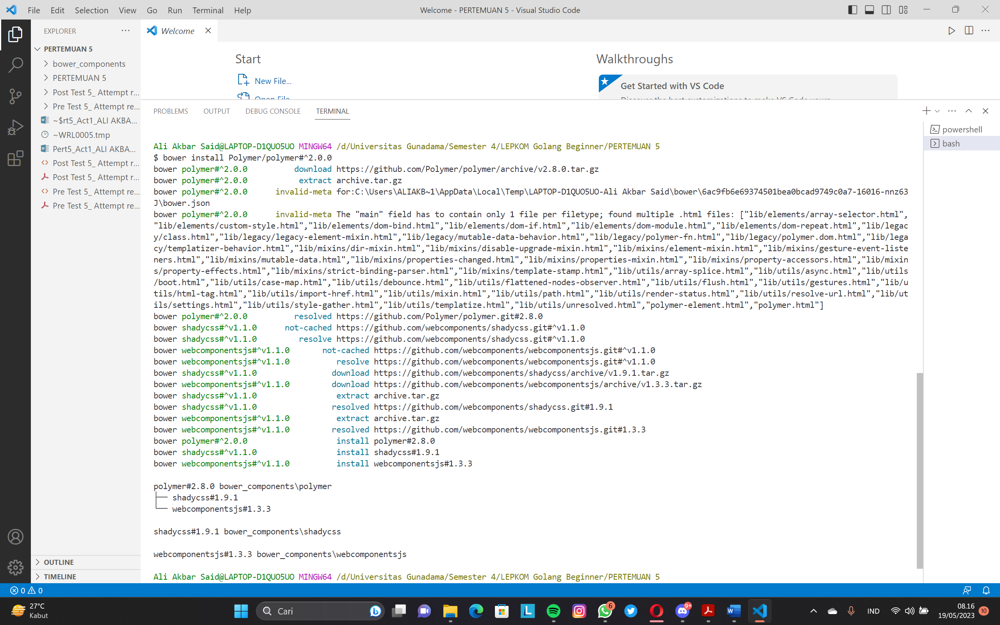 File Edit Selection View Go Run Terminal Help
Welcome - PERTEMUAN 5 - Visual Studio Code
EXPLORER
PERTEMUAN 5
bower_components
PERTEMUAN 5
Post Test 5_ Attempt r...
Pre Test 5_ Attempt re...
~$rt5_Act1_ALI AKBA...
~WRL0005.tmp
Pert5_Act1_ALI AKBA...
Post Test 5_ Attempt r...
Post Test 5_ Attempt r...
Pre Test 5_ Attempt re...
Pre Test 5_ Attempt re...
OUTLINE
TIMELINE
Welcome
Start
New File...
Open File
Walkthroughs
Get Started with VS Code
Discover the best customizations to make VS Code yours
PROBLEMS OUTPUT DEBUG CONSOLE TERMINAL
powershell
bash
Ali Akbar Said@LAPTOP-D1QUO5UO MINGW64 /d/Universitas Gunadama/Semester 4/LEPKOM Golang Beginner/PERTEMUAN 5
$ bower install Polymer/polymer#^2.0.0
bower polymer#^2.0.0 download https://github.com/Polymer/polymer/archive/v2.8.0.tar.gz
bower polymer#^2.0.0 extract archive.tar.gz
bower polymer#^2.0.0 invalid-meta for:C:\Users\ALIAKB~1\AppData\Local\Temp\LAPTOP-D1QUO5UO-Ali Akbar Said\bower\6ac9fb6e69374501bea0bcad9749c0a7-16016-nnz63
J\bower.json
bower polymer#^2.0.0 invalid-meta The "main" field has to contain only 1 file per filetype; found multiple .html files: ["lib/elements/array-selector.html",
"lib/elements/custom-style.html","lib/elements/dom-bind.html","lib/elements/dom-if.html","lib/elements/dom-module.html","lib/elements/dom-repeat.html","lib/legac
y/class.html","lib/legacy/legacy-element-mixin.html","lib/legacy/mutable-data-behavior.html","lib/legacy/polymer-fn.html","lib/legacy/polymer.dom.html","lib/lega
cy/templatizer-behavior.html","lib/mixins/dir-mixin.html","lib/mixins/disable-upgrade-mixin.html","lib/mixins/element-mixin.html","lib/mixins/gesture-event-liste
ners.html","lib/mixins/mutable-data.html","lib/mixins/properties-changed.html","lib/mixins/properties-mixin.html","lib/mixins/property-accessors.html","lib/mixin
s/property-effects.html","lib/mixins/strict-binding-parser.html","lib/mixins/template-stamp.html","lib/utils/array-splice.html","lib/utils/async.html","lib/utils
/boot.html","lib/utils/case-map.html","lib/utils/debounce.html","lib/utils/flattened-nodes-observer.html","lib/utils/flush.html","lib/utils/gestures.html","lib/u
tils/html-tag.html","lib/utils/import-href.html","lib/utils/mixin.html","lib/utils/path.html","lib/utils/render-status.html","lib/utils/resolve-url.html","lib/ut
ils/settings.html","lib/utils/style-gather.html","lib/utils/templatize.html","lib/utils/unresolved.html","polymer-element.html","polymer.html"]
bower polymer#^2.0.0 resolved https://github.com/Polymer/polymer.git#2.8.0
bower shadycss#^v1.1.0 not-cached https://github.com/webcomponents/shadycss.git#^v1.1.0
bower shadycss#^v1.1.0 resolve https://github.com/webcomponents/shadycss.git#^v1.1.0
bower webcomponentsjs#^v1.1.0 not-cached https://github.com/webcomponents/webcomponentsjs.git#^v1.1.0
bower webcomponentsjs#^v1.1.0 resolve https://github.com/webcomponents/webcomponentsjs.git#^v1.1.0
bower shadycss#^v1.1.0 download https://github.com/webcomponents/shadycss/archive/v1.9.1.tar.gz
bower webcomponentsjs#^v1.1.0 download https://github.com/webcomponents/webcomponentsjs/archive/v1.3.3.tar.gz
bower shadycss#^v1.1.0 extract archive.tar.gz
bower shadycss#^v1.1.0 resolved https://github.com/webcomponents/shadycss.git#1.9.1
bower webcomponentsjs#^v1.1.0 extract archive.tar.gz
bower webcomponentsjs#^v1.1.0 resolved https://github.com/webcomponents/webcomponentsjs.git#1.3.3
bower polymer#^2.0.0 install polymer#2.8.0
bower shadycss#^v1.1.0 install shadycss#1.9.1
bower webcomponentsjs#^v1.1.0 install webcomponentsjs#1.3.3
polymer#2.8.0 bower_components\polymer
├── shadycss#1.9.1
└── webcomponentsjs#1.3.3
shadycss#1.9.1 bower_components\shadycss
webcomponentsjs#1.3.3 bower_components\webcomponentsjs
Ali Akbar Said@LAPTOP-D1QUO5UO MINGW64 /d/Universitas Gunadama/Semester 4/LEPKOM Golang Beginner/PERTEMUAN 5
0 0
27°C
Kabut
Cari
6
9+
IND
08.16
19/05/2023
10